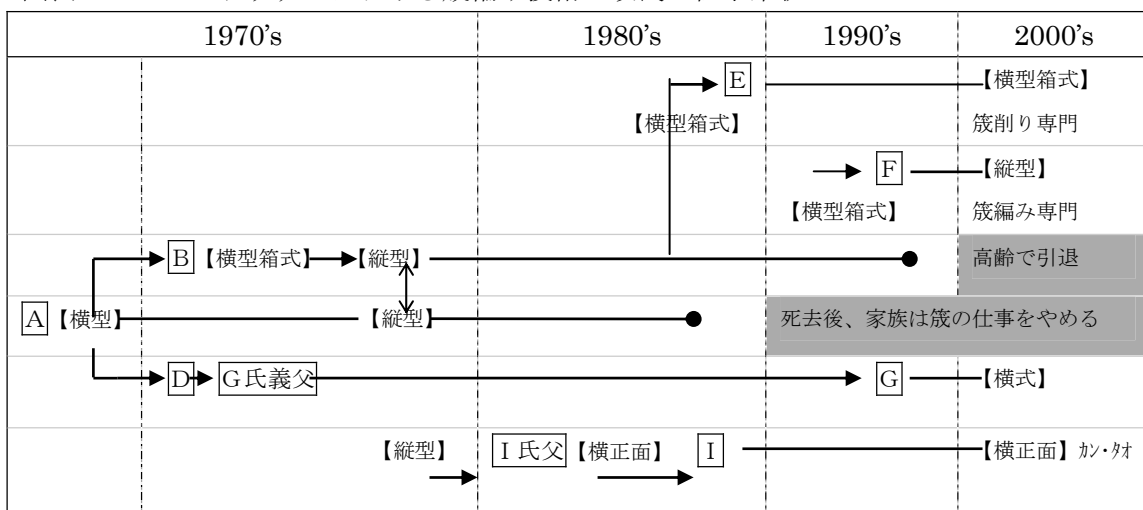 1970's 1980's 1990's 2000's
E 【横型箱式】
【横型箱式】 筬削り専門
F 【縦型】
【横型箱式】 筬編み専門
B 【横型箱式】 【縦型】 高齢で引退
A 【横型】 【縦型】 死去後、家族は筬の仕事をやめる
D G氏義父 G 【横式】
【縦型】 I氏父 【横正面】 I 【横正面】カン・タオ